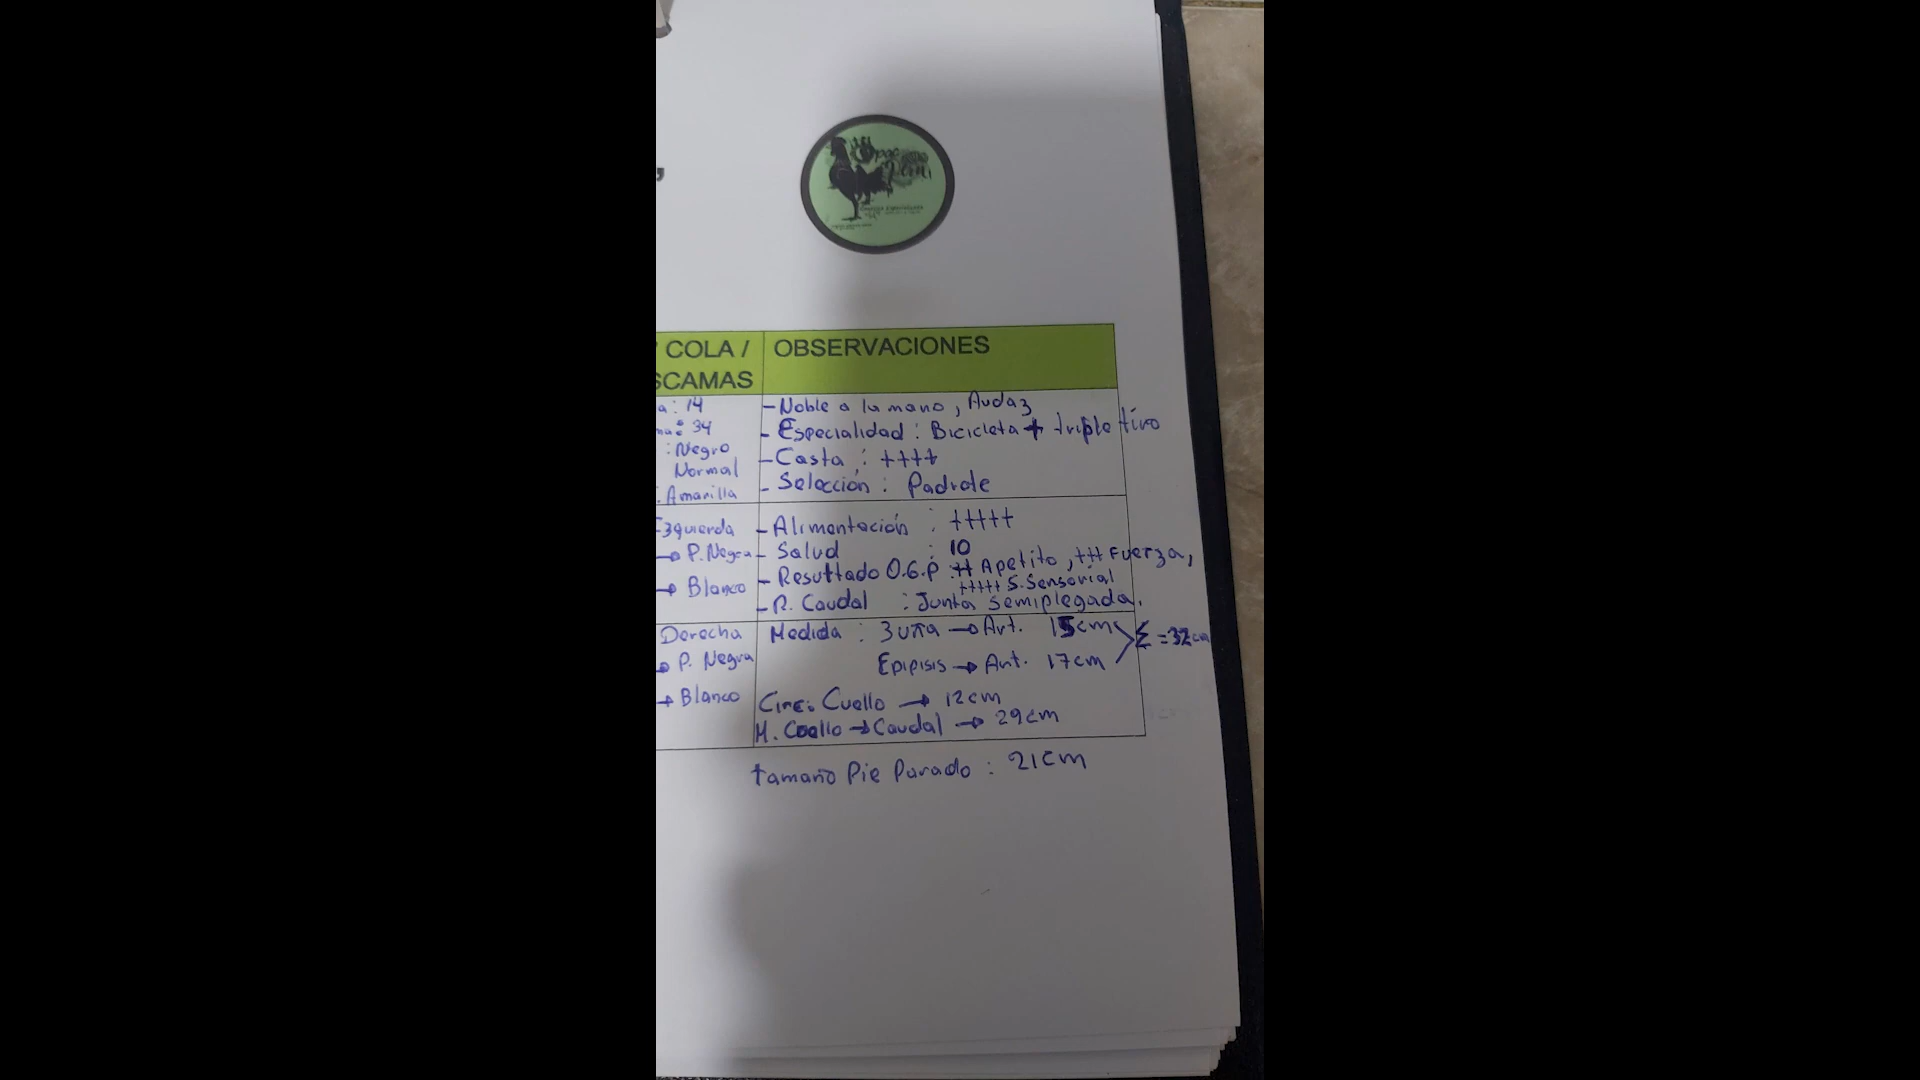 COLA / OBSERVACIONES
SCAMAS
a: 14
: 34
: Negro
Normal
: Amarilla
- Noble a la mano, Audaz
- Especialidad : Bicicleta + triple tiro
- Casta : ++++
- Selección : Padrote
Izquierda
→ P. Negra
→ Blanco
- Alimentación : +++++
- Salud : 10
- Resultado O.G.P : ++ Apetito, +++ Fuerza,
+++++ S. Sensorial
- R. Caudal : Junta semiplegada.
Derecha
→ P. Negra
→ Blanco
Medida : 3 uña → Art. 15cm
Epipisis → Ant. 17cm
Σ = 32cm
Circ. Cuello → 12cm
M. Cuello → Caudal → 29cm
tamaño Pie Parado : 21cm